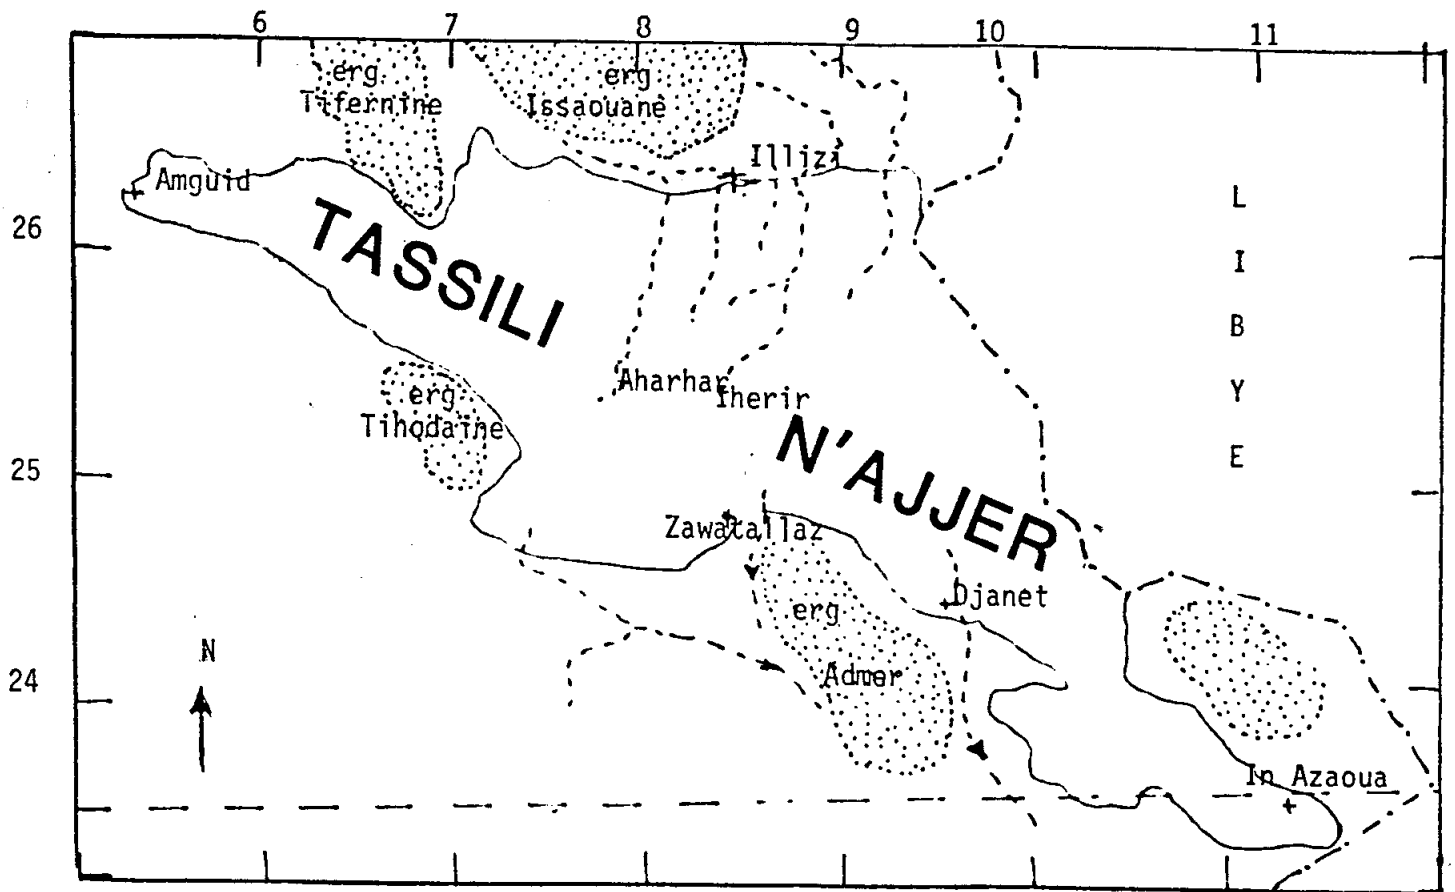 6 7 8 9 10 11
erg
Tifernine
erg
Issaouane
Illizi
Amguid
26
TASSILI
L
I
B
Y
E
Aharhar
Iherir
erg
Tihodaine
N'AJJER
25
Zawatallaz
Djanet
erg
Admer
N
24
In Azaoua